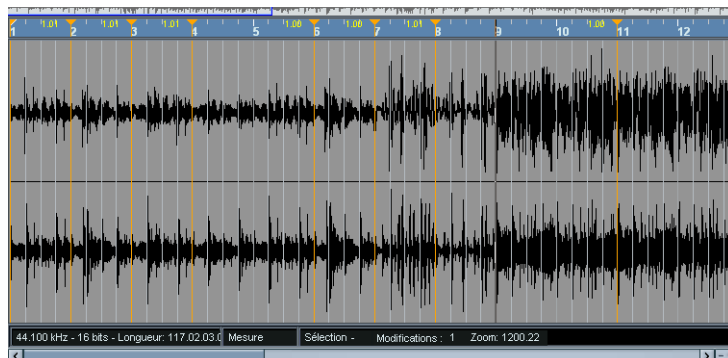 1.01 1.01 1.01 1.00 1.00 1.01 1.00
1 2 3 4 5 6 7 8 9 10 11 12
44.100 kHz - 16 bits - Longueur: 117.02.03.0 Mesure Sélection - Modifications : 1 Zoom: 1200.22